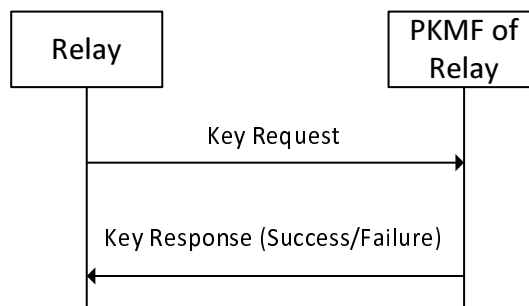 Relay
PKMF of
Relay
Key Request
Key Response (Success/Failure)